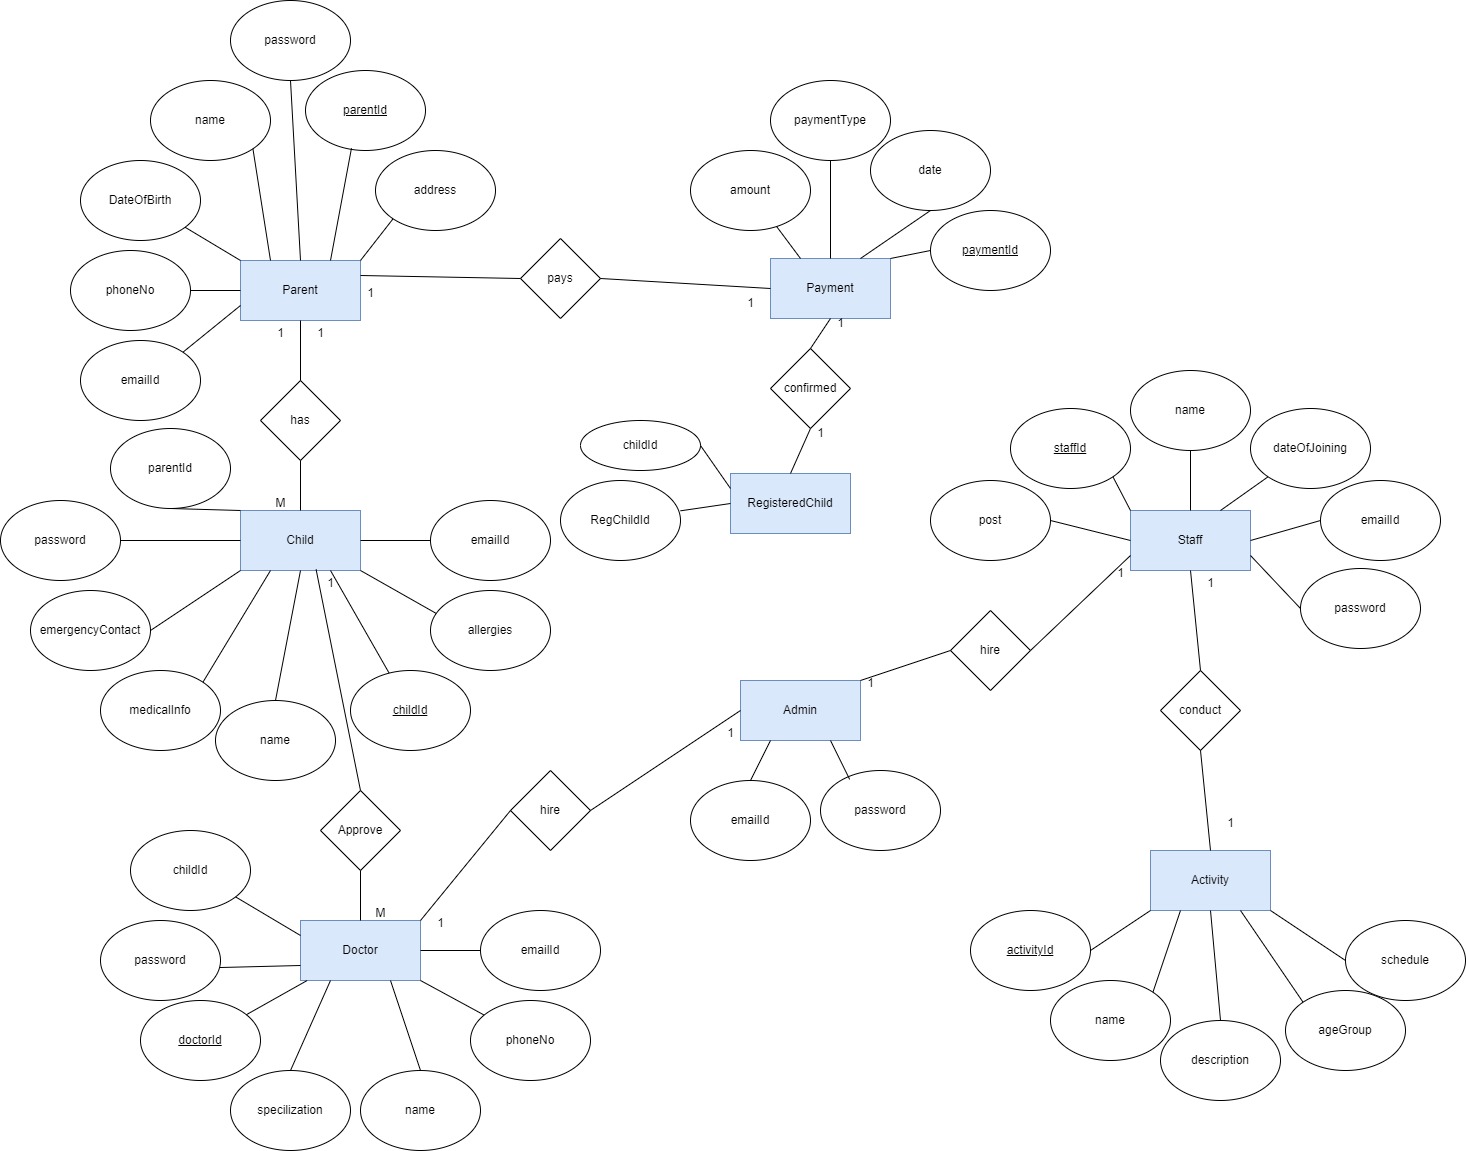 password
name
parentId
DateOfBirth
address
phoneNo
Parent
emailId
1
1
1
pays
paymentType
amount
date
paymentId
Payment
1
1
confirmed
1
has
parentId
M
childId
RegChildId
RegisteredChild
password
Child
emailId
emergencyContact
1
allergies
medicalInfo
name
childId
name
staffId
dateOfJoining
post
Staff
emailId
1
1
password
hire
1
Admin
1
emailId
password
conduct
1
hire
Approve
childId
M
1
password
Doctor
emailId
doctorId
phoneNo
specilization
name
Activity
activityId
schedule
name
ageGroup
description